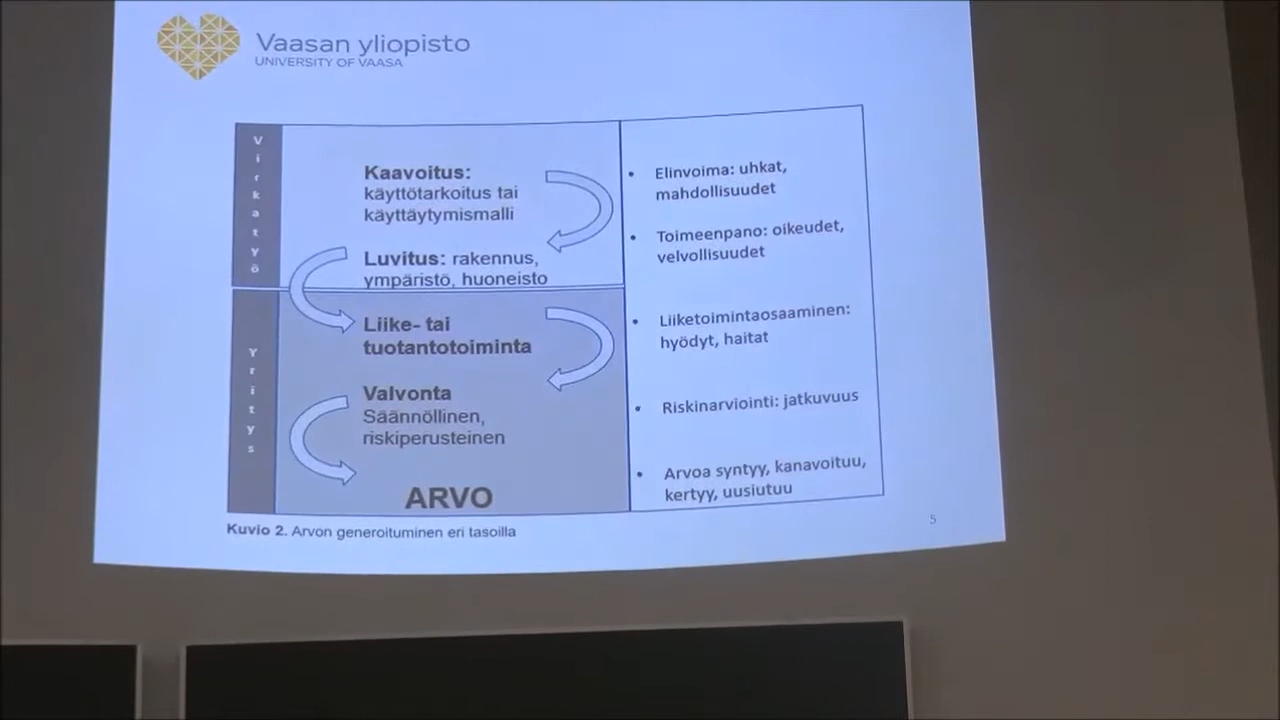 Vaasan yliopisto
UNIVERSITY OF VAASA
Virkatyö
Kaavoitus:
käyttötarkoitus tai
käyttäytymismalli
Luvitus: rakennus,
ympäristö, huoneisto
Yritys
Liike- tai
tuotantotoiminta
Valvonta
Säännöllinen,
riskiperusteinen
ARVO
• Elinvoima: uhkat,
mahdollisuudet
• Toimeenpano: oikeudet,
velvollisuudet
• Liiketoimintaosaaminen:
hyödyt, haitat
• Riskinarviointi: jatkuvuus
• Arvoa syntyy, kanavoituu,
kertyy, uusiutuu
Kuvio 2. Arvon generoituminen eri tasoilla
5